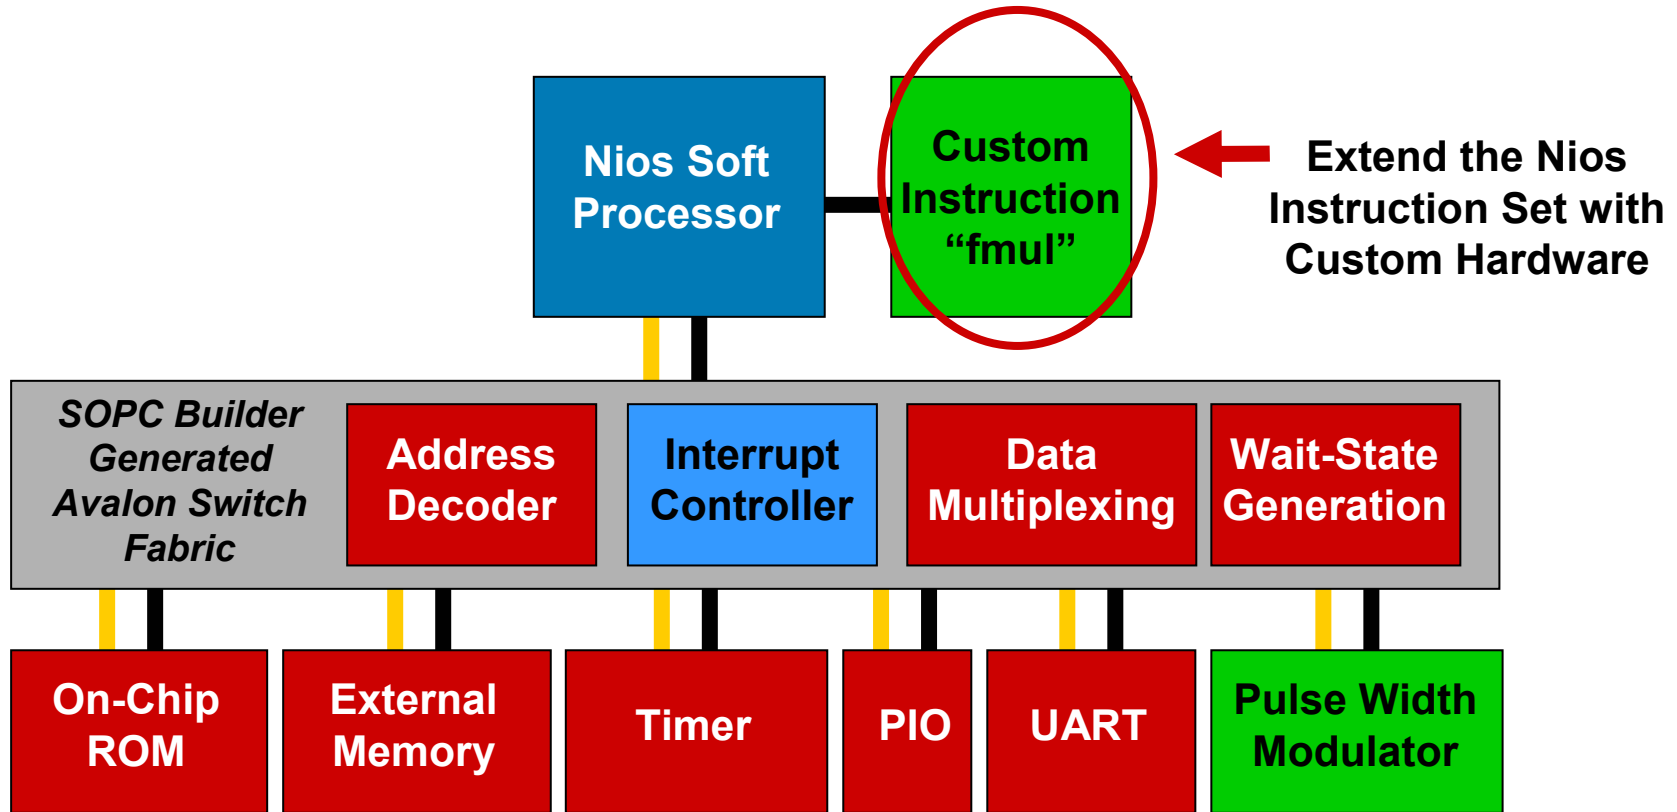 Nios Soft
Processor
Custom
Instruction
“fmul”
Extend the Nios
Instruction Set with
Custom Hardware
SOPC Builder
Generated
Avalon Switch
Fabric
Address
Decoder
Interrupt
Controller
Data
Multiplexing
Wait-State
Generation
On-Chip
ROM
External
Memory
Timer
PIO
UART
Pulse Width
Modulator